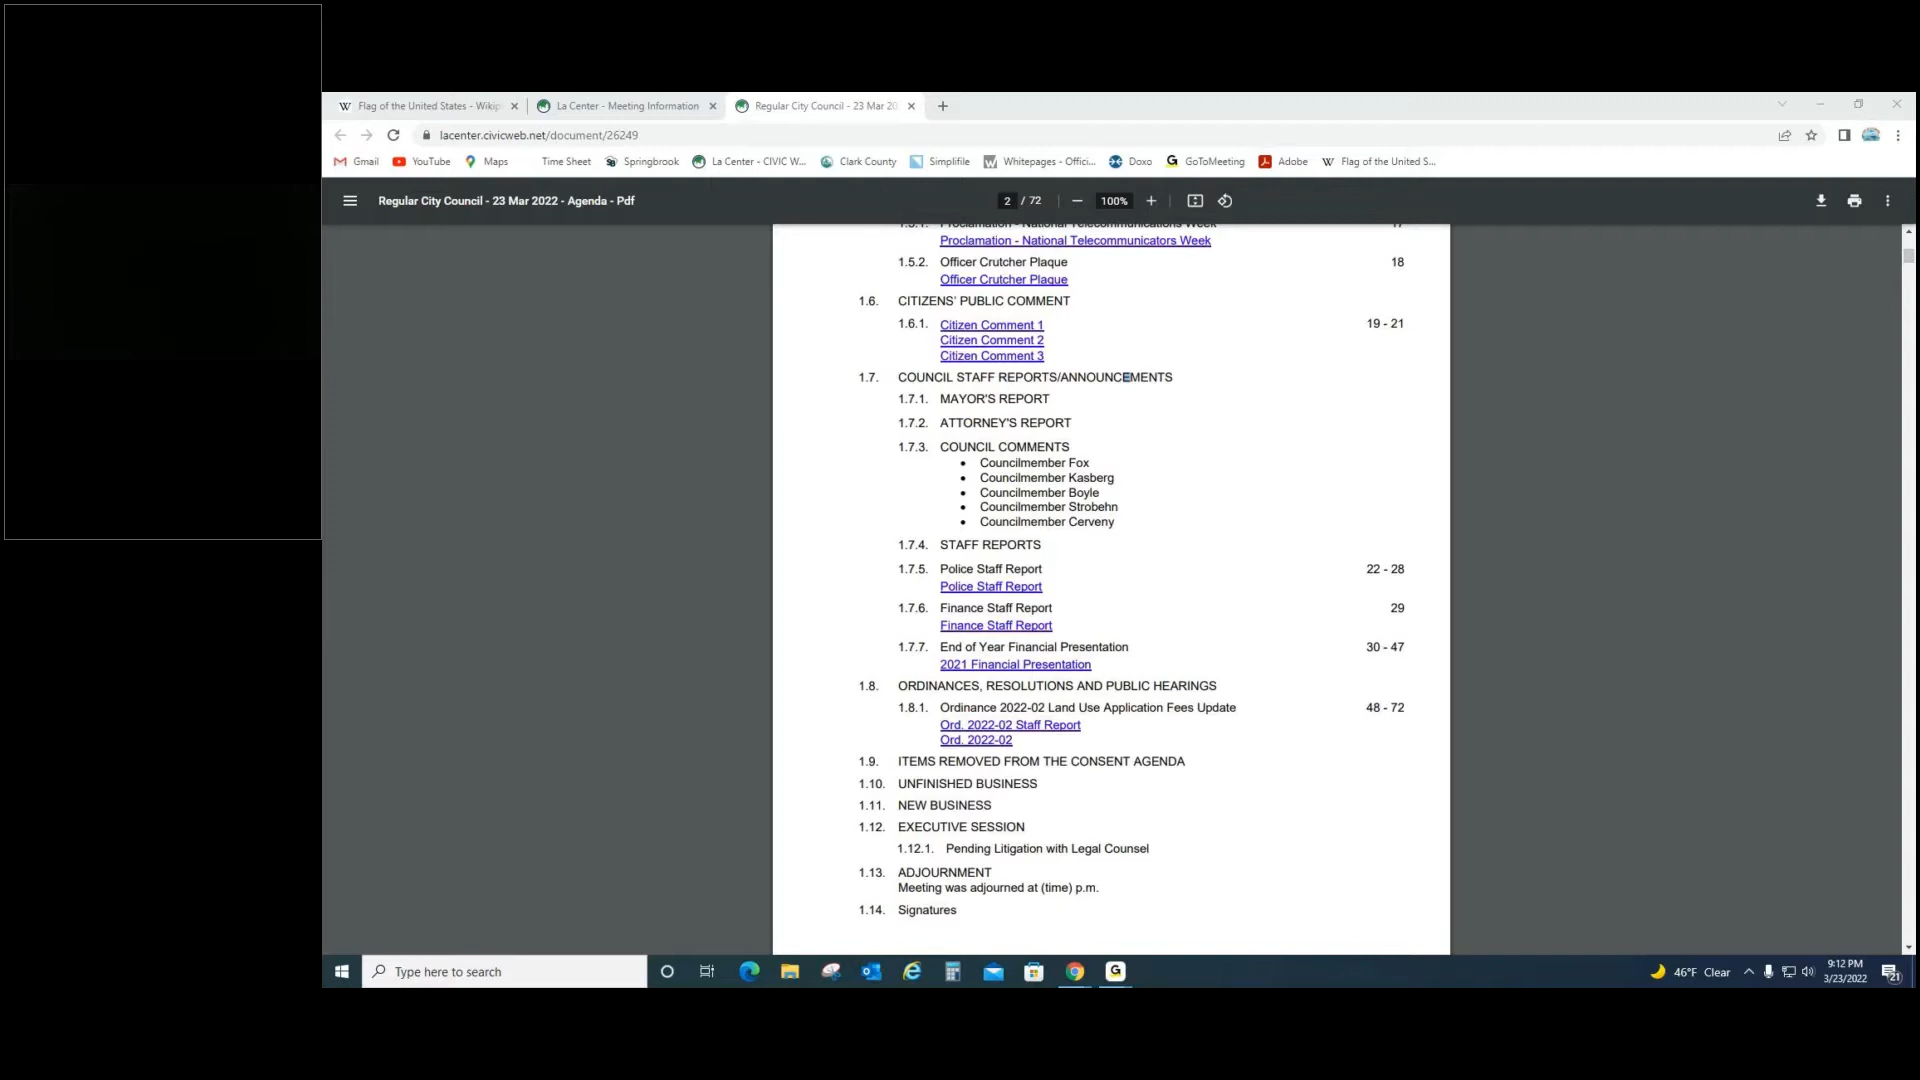 Flag of the United States - Wikip
La Center - Meeting Information
Regular City Council - 23 Mar 20
lacenter.civicweb.net/document/26249
Gmail YouTube Maps Time Sheet Springbrook La Center - CIVIC W... Clark County Simplifile Whitepages - Offici... Doxo GoToMeeting Adobe Flag of the United S...
Regular City Council - 23 Mar 2022 - Agenda - Pdf 2 / 72 100%
1.5.1. Proclamation - National Telecommunications Week 17
Proclamation - National Telecommunicators Week
1.5.2. Officer Crutcher Plaque 18
Officer Crutcher Plaque
1.6. CITIZENS' PUBLIC COMMENT
1.6.1. Citizen Comment 1 19 - 21
Citizen Comment 2
Citizen Comment 3
1.7. COUNCIL STAFF REPORTS/ANNOUNCEMENTS
1.7.1. MAYOR'S REPORT
1.7.2. ATTORNEY'S REPORT
1.7.3. COUNCIL COMMENTS
• Councilmember Fox
• Councilmember Kasberg
• Councilmember Boyle
• Councilmember Strobehn
• Councilmember Cerveny
1.7.4. STAFF REPORTS
1.7.5. Police Staff Report 22 - 28
Police Staff Report
1.7.6. Finance Staff Report 29
Finance Staff Report
1.7.7. End of Year Financial Presentation 30 - 47
2021 Financial Presentation
1.8. ORDINANCES, RESOLUTIONS AND PUBLIC HEARINGS
1.8.1. Ordinance 2022-02 Land Use Application Fees Update 48 - 72
Ord. 2022-02 Staff Report
Ord. 2022-02
1.9. ITEMS REMOVED FROM THE CONSENT AGENDA
1.10. UNFINISHED BUSINESS
1.11. NEW BUSINESS
1.12. EXECUTIVE SESSION
1.12.1. Pending Litigation with Legal Counsel
1.13. ADJOURNMENT
Meeting was adjourned at (time) p.m.
1.14. Signatures
Type here to search
46°F Clear
9:12 PM
3/23/2022
21